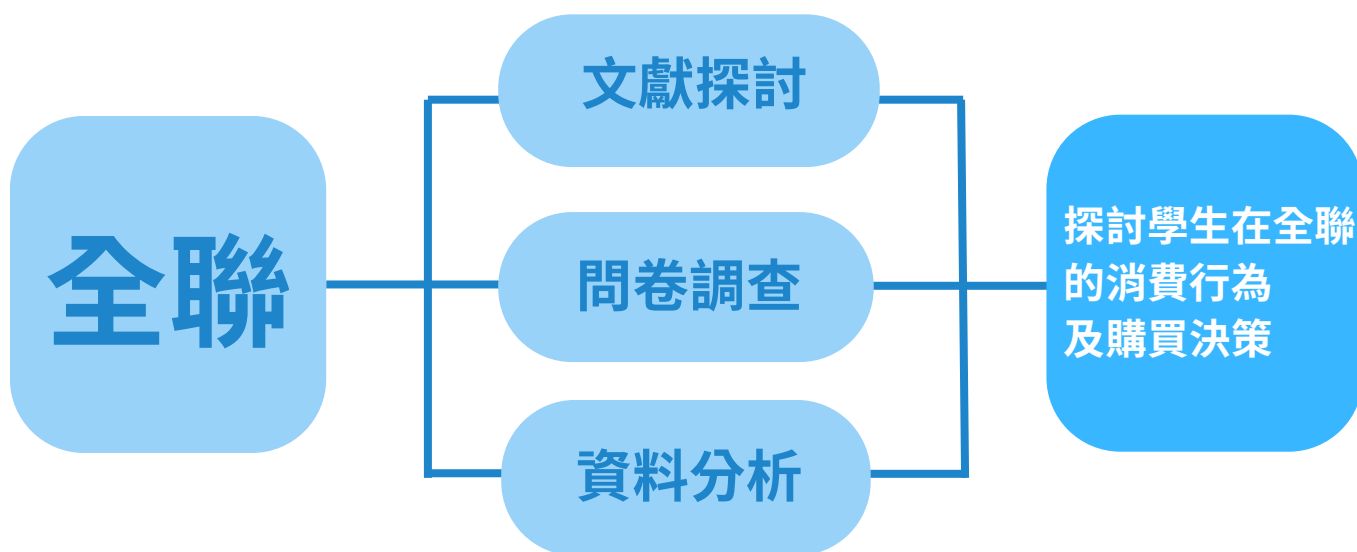 全聯
文獻探討
問卷調查
資料分析
探討學生在全聯
的消費行為
及購買決策